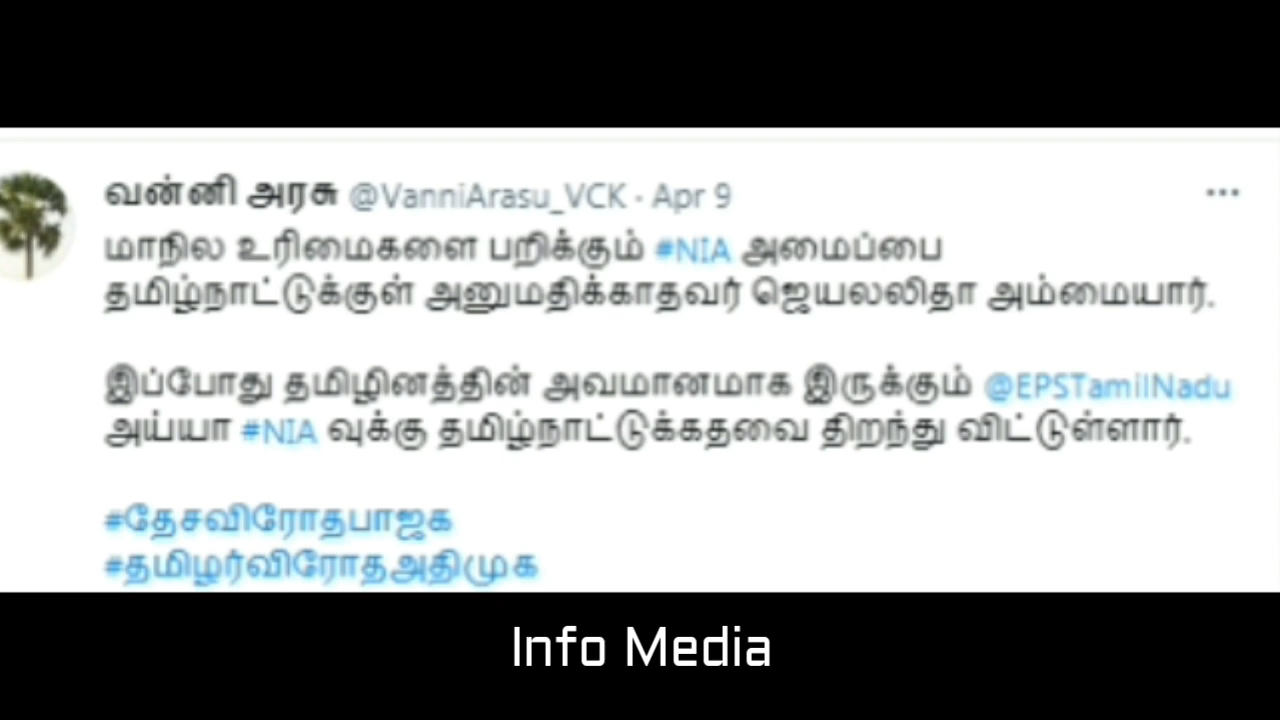 வன்னி அரசு @VanniArasu_VCK · Apr 9
மாநில உரிமைகளை பறிக்கும் #NIA அமைப்பை
தமிழ்நாட்டுக்குள் அனுமதிக்காதவர் ஜெயலலிதா அம்மையார்.
இப்போது தமிழினத்தின் அவமானமாக இருக்கும் @EPSTamilNadu
அய்யா #NIA வுக்கு தமிழ்நாட்டுக்கதவை திறந்து விட்டுள்ளார்.
#தேசவிரோதபாஜக
#தமிழர்விரோதஅதிமுக
Info Media